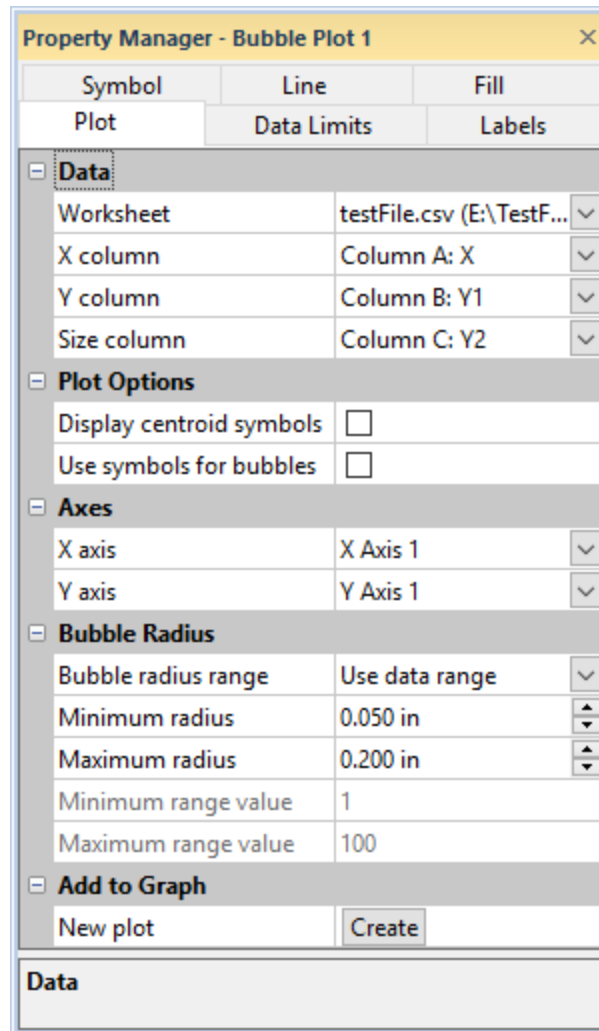 Property Manager - Bubble Plot 1
Symbol Line Fill
Plot Data Limits Labels
Data
Worksheet testFile.csv (E:\TestF...
X column Column A: X
Y column Column B: Y1
Size column Column C: Y2
Plot Options
Display centroid symbols
Use symbols for bubbles
Axes
X axis X Axis 1
Y axis Y Axis 1
Bubble Radius
Bubble radius range Use data range
Minimum radius 0.050 in
Maximum radius 0.200 in
Minimum range value 1
Maximum range value 100
Add to Graph
New plot Create
Data